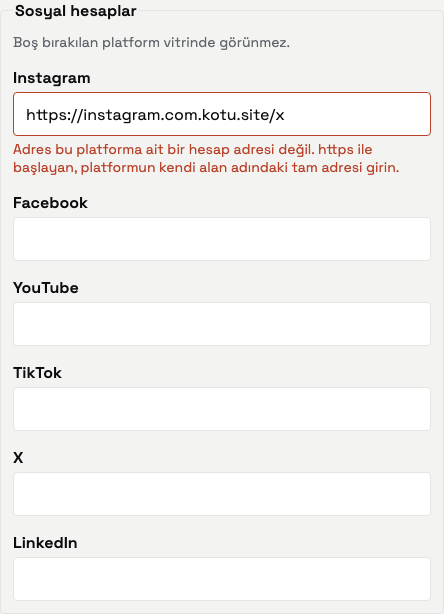 Sosyal hesaplar
Boş bırakılan platform vitrinde görünmez.
Instagram
https://instagram.com.kotu.site/x
Adres bu platforma ait bir hesap adresi değil. https ile
başlayan, platformun kendi alan adındaki tam adresi girin.
Facebook
YouTube
TikTok
X
LinkedIn